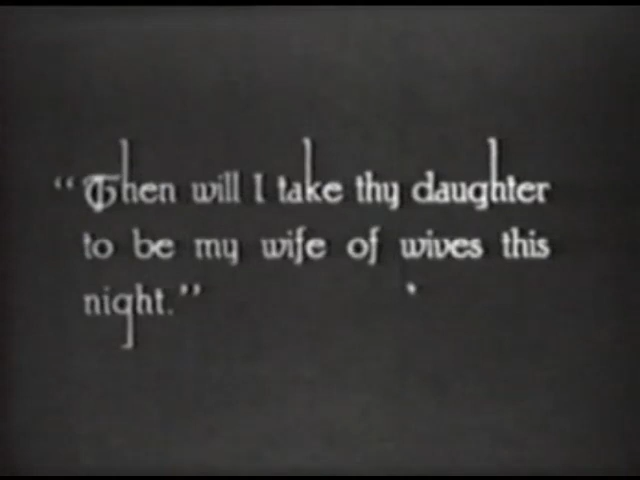 “Then will I take thy daughter
to be my wife of wives this
night.”